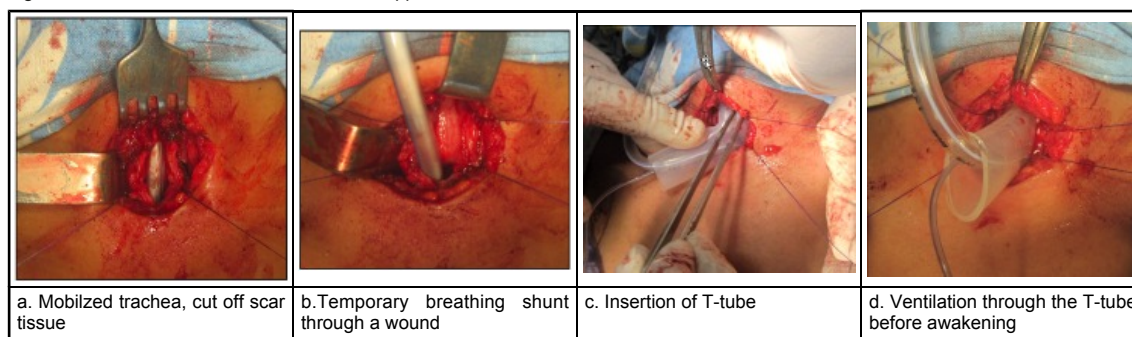 a. Mobilzed trachea, cut off scar
tissue
b.Temporary breathing shunt
through a wound
c. Insertion of T-tube
d. Ventilation through the T-tube
before awakening